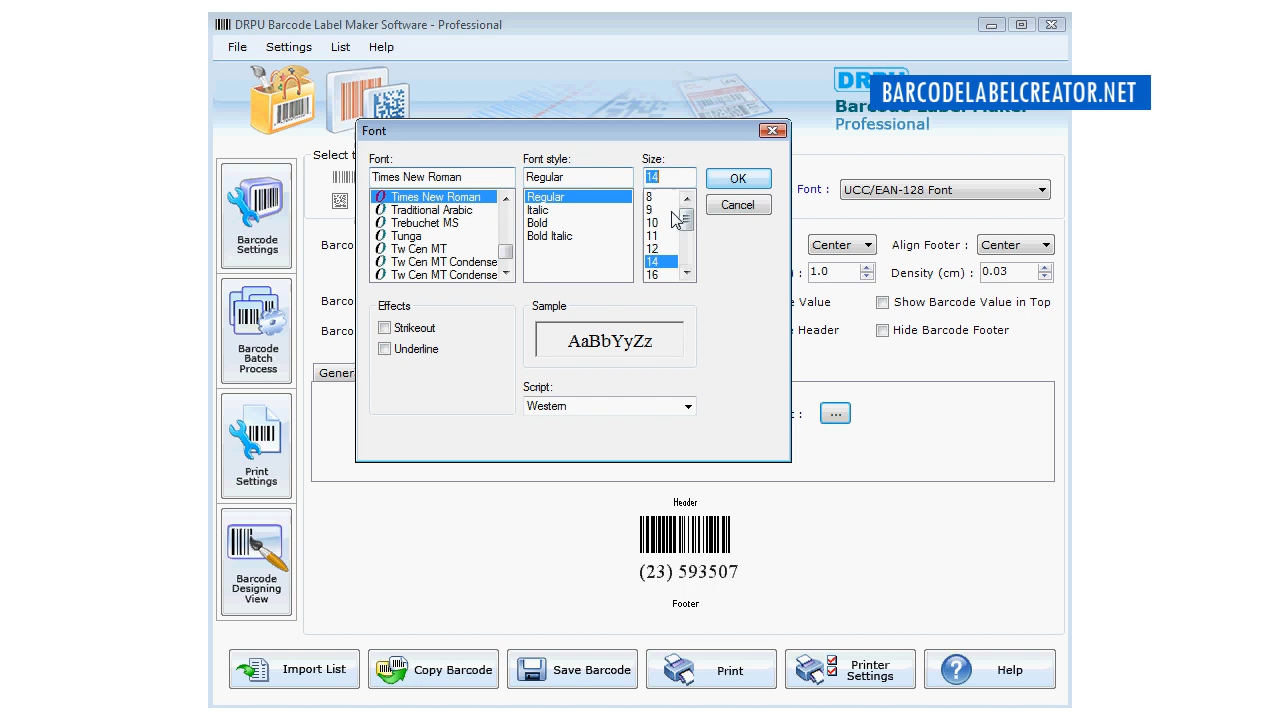 DRPU Barcode Label Maker Software - Professional
File Settings List Help
BARCODELABELCREATOR.NET
Professional
Font
Select t
Font: Font style: Size:
Times New Roman Regular 14
OK
Cancel
Times New Roman
Traditional Arabic
Trebuchet MS
Tunga
Tw Cen MT
Tw Cen MT Condense
Tw Cen MT Condense
Regular
Italic
Bold
Bold Italic
8
9
10
11
12
14
16
Font : UCC/EAN-128 Font
Barco
Center Align Footer : Center
: 1.0 Density (cm) : 0.03
Barco
e Value Show Barcode Value in Top
Barco
e Header Hide Barcode Footer
Effects
Strikeout
Underline
Sample
AaBbYyZz
Script:
Western
Gener
: ...
Barcode
Settings
Barcode
Batch
Process
Print
Settings
Barcode
Designing
View
Header
(23) 593507
Footer
Import List Copy Barcode Save Barcode Print Printer
Settings Help